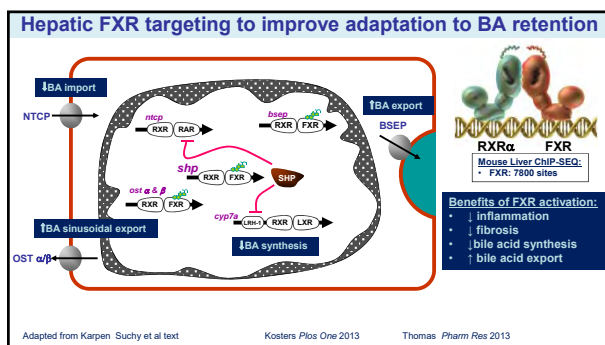 Hepatic FXR targeting to improve adaptation to BA retention
↓BA import
NTCP
ntcp
RXR RAR
bsep
RXR FXR
↑BA export
BSEP
shp
RXR FXR
SHP
ost α & β
RXR FXR
cyp7a
LRH-1 RXR LXR
↑BA sinusoidal export
↓BA synthesis
OST α/β
RXRα FXR
Mouse Liver ChIP-SEQ:
• FXR: 7800 sites
Benefits of FXR activation:
• ↓ inflammation
• ↓ fibrosis
• ↓bile acid synthesis
• ↑ bile acid export
Adapted from Karpen Suchy et al text Kosters Plos One 2013 Thomas Pharm Res 2013